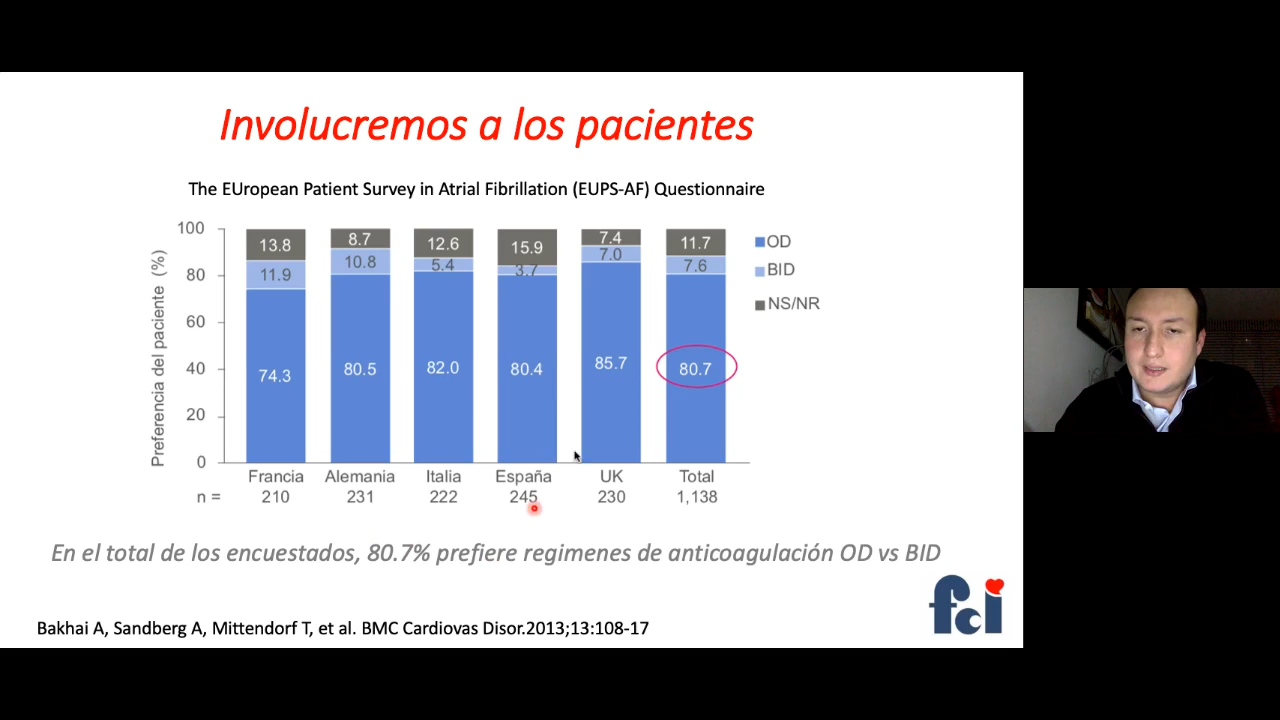 Involucremos a los pacientes
The EUropean Patient Survey in Atrial Fibrillation (EUPS-AF) Questionnaire
Preferencia del paciente (%)
100
80
60
40
20
0
13.8 8.7 12.6 15.9 7.4 11.7
11.9 10.8 5.4 3.7 7.0 7.6
74.3 80.5 82.0 80.4 85.7 80.7
OD
BID
NS/NR
Francia Alemania Italia España UK Total
n = 210 231 222 245 230 1,138
En el total de los encuestados, 80.7% prefiere regimenes de anticoagulación OD vs BID
fci
Bakhai A, Sandberg A, Mittendorf T, et al. BMC Cardiovas Disor.2013;13:108-17